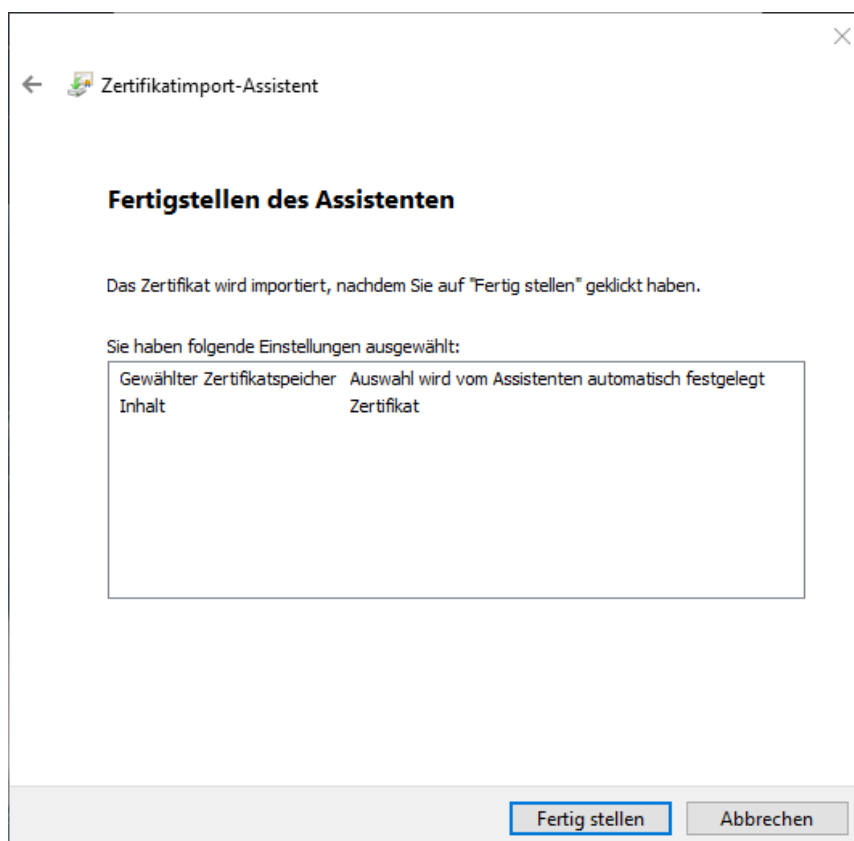 Zertifikatimport-Assistent
Fertigstellen des Assistenten
Das Zertifikat wird importiert, nachdem Sie auf "Fertig stellen" geklickt haben.
Sie haben folgende Einstellungen ausgewählt:
Gewählter Zertifikatspeicher Auswahl wird vom Assistenten automatisch festgelegt
Inhalt Zertifikat
Fertig stellen Abbrechen